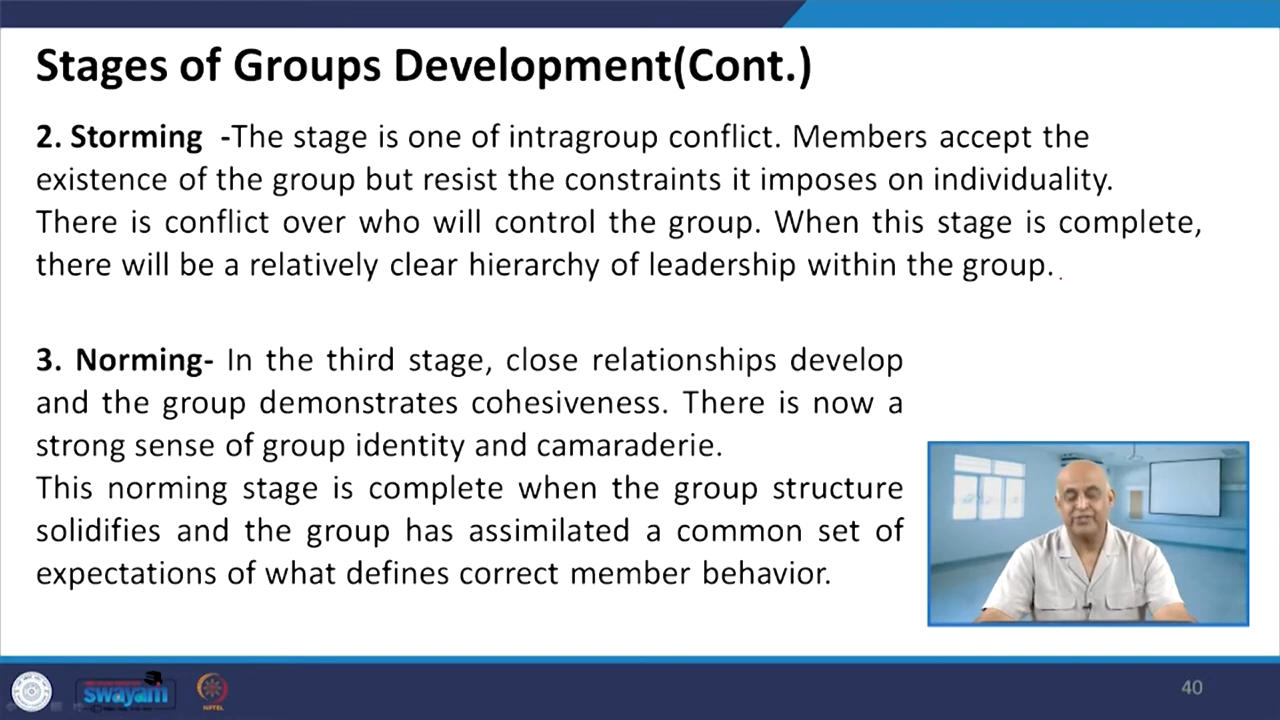 Stages of Groups Development(Cont.)
2. Storming -The stage is one of intragroup conflict. Members accept the
existence of the group but resist the constraints it imposes on individuality.
There is conflict over who will control the group. When this stage is complete,
there will be a relatively clear hierarchy of leadership within the group.
3. Norming- In the third stage, close relationships develop
and the group demonstrates cohesiveness. There is now a
strong sense of group identity and camaraderie.
This norming stage is complete when the group structure
solidifies and the group has assimilated a common set of
expectations of what defines correct member behavior.
swayam
NPTEL
40